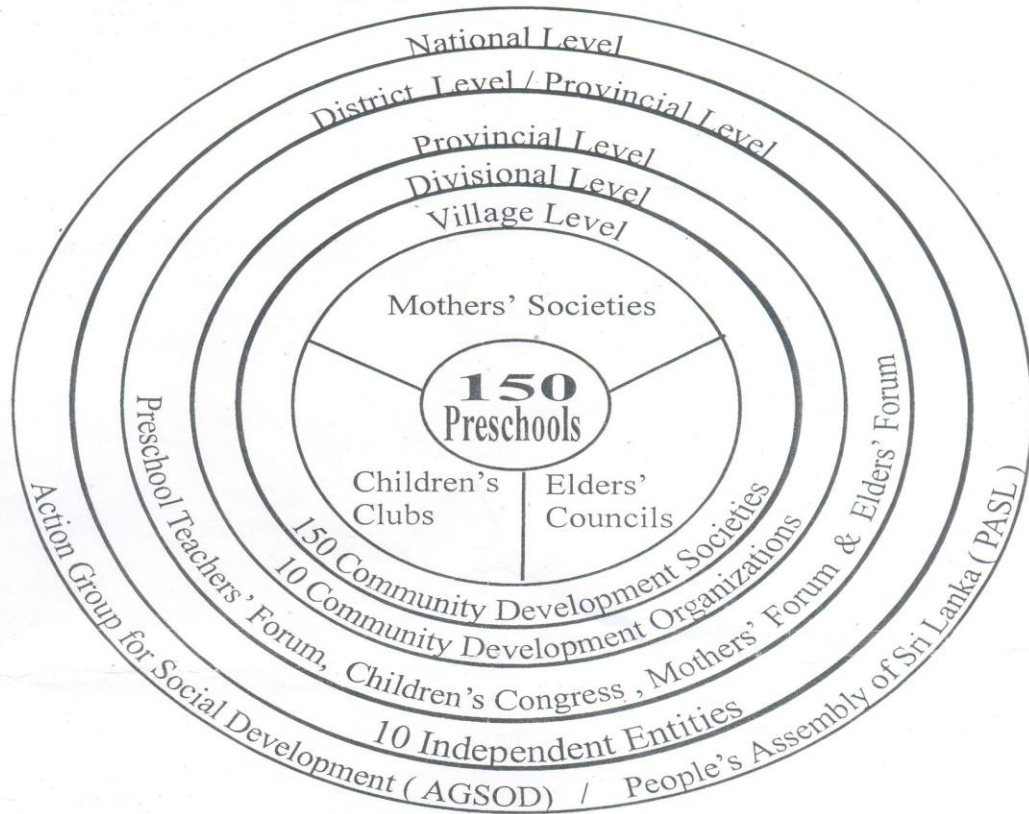 National Level
District Level / Provincial Level
Provincial Level
Divisional Level
Village Level
Mothers' Societies
150
Preschools
Children's
Clubs
Elders'
Councils
150 Community Development Societies
10 Community Development Organizations
Preschool Teachers' Forum, Children's Congress , Mothers' Forum & Elders' Forum
10 Independent Entities
Action Group for Social Development ( AGSOD) / People's Assembly of Sri Lanka ( PASL )